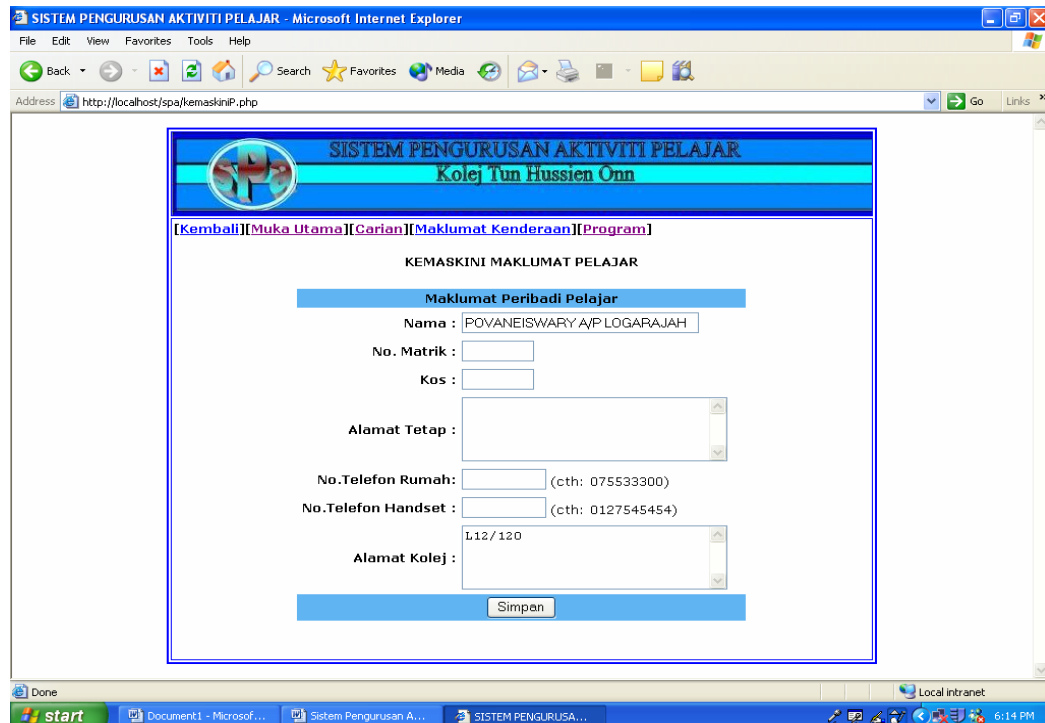 SISTEM PENGURUSAN AKTIVITI PELAJAR - Microsoft Internet Explorer
File Edit View Favorites Tools Help
Back Search Favorites Media
Address http://localhost/spa/kemaskiniP.php Go Links »
SPa
SISTEM PENGURUSAN AKTIVITI PELAJAR
Kolej Tun Hussien Onn
[Kembali][Muka Utama][Carian][Maklumat Kenderaan][Program]
KEMASKINI MAKLUMAT PELAJAR
Maklumat Peribadi Pelajar
Nama : POVANEISWARY A/P LOGARAJAH
No. Matrik :
Kos :
Alamat Tetap :
No.Telefon Rumah: (cth: 075533300)
No.Telefon Handset : (cth: 0127545454)
Alamat Kolej : L12/120
Simpan
Done Local intranet
start Document1 - Microsof... Sistem Pengurusan A... SISTEM PENGURUSA... 6:14 PM